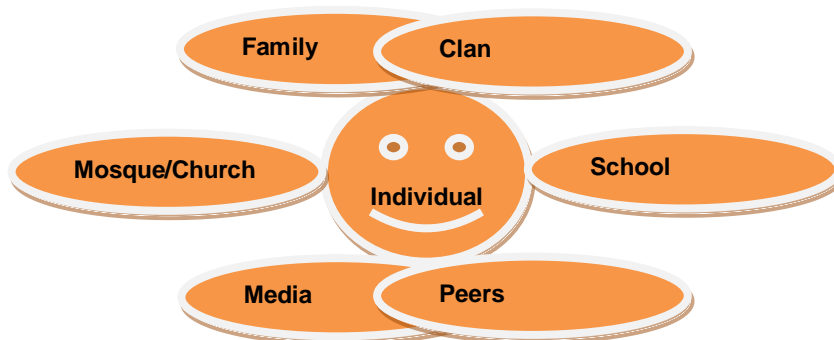 Family
Clan
Mosque/Church
School
Individual
Media
Peers